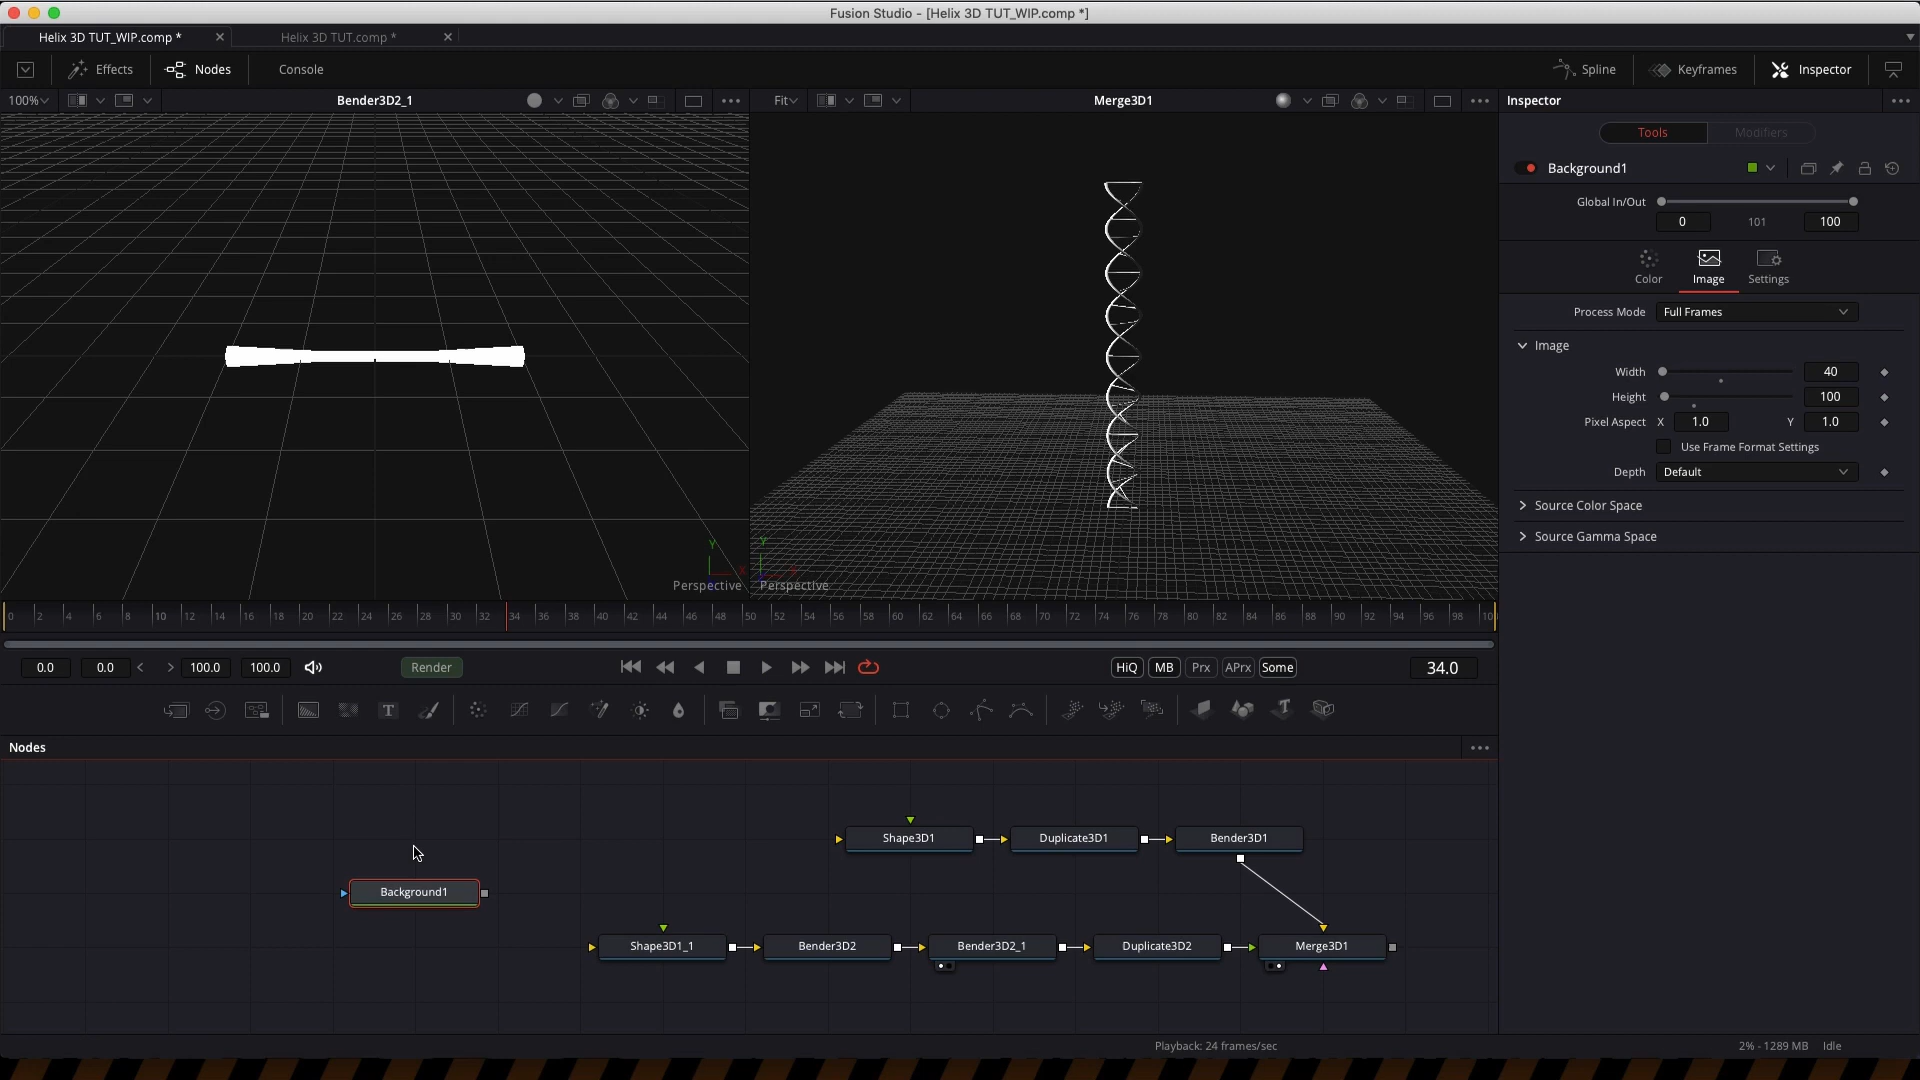 Fusion Studio - [Helix 3D TUT_WIP.comp *]
Helix 3D TUT_WIP.comp *
Helix 3D TUT.comp *
Effects
Nodes
Console
Spline
Keyframes
Inspector
100%
Bender3D2_1
Fit
Merge3D1
Inspector
Tools
Modifiers
Background1
Global In/Out
0
101
100
Color
Image
Settings
Process Mode
Full Frames
Image
Width
40
Height
100
Pixel Aspect
X
1.0
Y
1.0
Use Frame Format Settings
Depth
Default
Source Color Space
Source Gamma Space
Y
X
Perspective
Y
X
Perspective
0 2 4 6 8 10 12 14 16 18 20 22 24 26 28 30 32 34 36 38 40 42 44 46 48 50 52 54 56 58 60 62 64 66 68 70 72 74 76 78 80 82 84 86 88 90 92 94 96 98 10
0.0
0.0
100.0
100.0
Render
HiQ
MB
Prx
APrx
Some
34.0
Nodes
Shape3D1
Duplicate3D1
Bender3D1
Background1
Shape3D1_1
Bender3D2
Bender3D2_1
Duplicate3D2
Merge3D1
Playback: 24 frames/sec
2% - 1289 MB
Idle